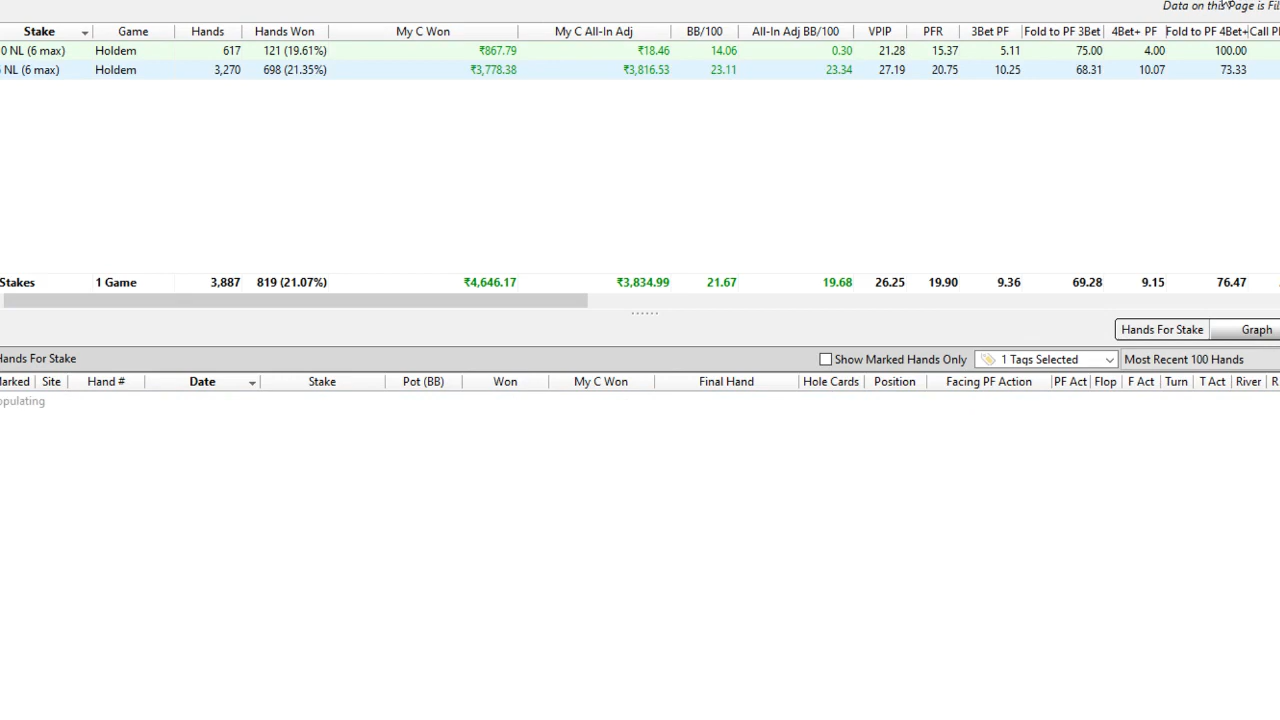 Data on this Page is Fil
Stake Game Hands Hands Won My C Won My C All-In Adj BB/100 All-In Adj BB/100 VPIP PFR 3Bet PF Fold to PF 3Bet 4Bet+ PF Fold to PF 4Bet+ Call P
0 NL (6 max) Holdem 617 121 (19.61%) ₹867.79 ₹18.46 14.06 0.30 21.28 15.37 5.11 75.00 4.00 100.00
NL (6 max) Holdem 3,270 698 (21.35%) ₹3,778.38 ₹3,816.53 23.11 23.34 27.19 20.75 10.25 68.31 10.07 73.33
Stakes 1 Game 3,887 819 (21.07%) ₹4,646.17 ₹3,834.99 21.67 19.68 26.25 19.90 9.36 69.28 9.15 76.47
Hands For Stake Graph
Hands For Stake Show Marked Hands Only 1 Tags Selected Most Recent 100 Hands
arked Site Hand # Date Stake Pot (BB) Won My C Won Final Hand Hole Cards Position Facing PF Action PF Act Flop F Act Turn T Act River R
opulating